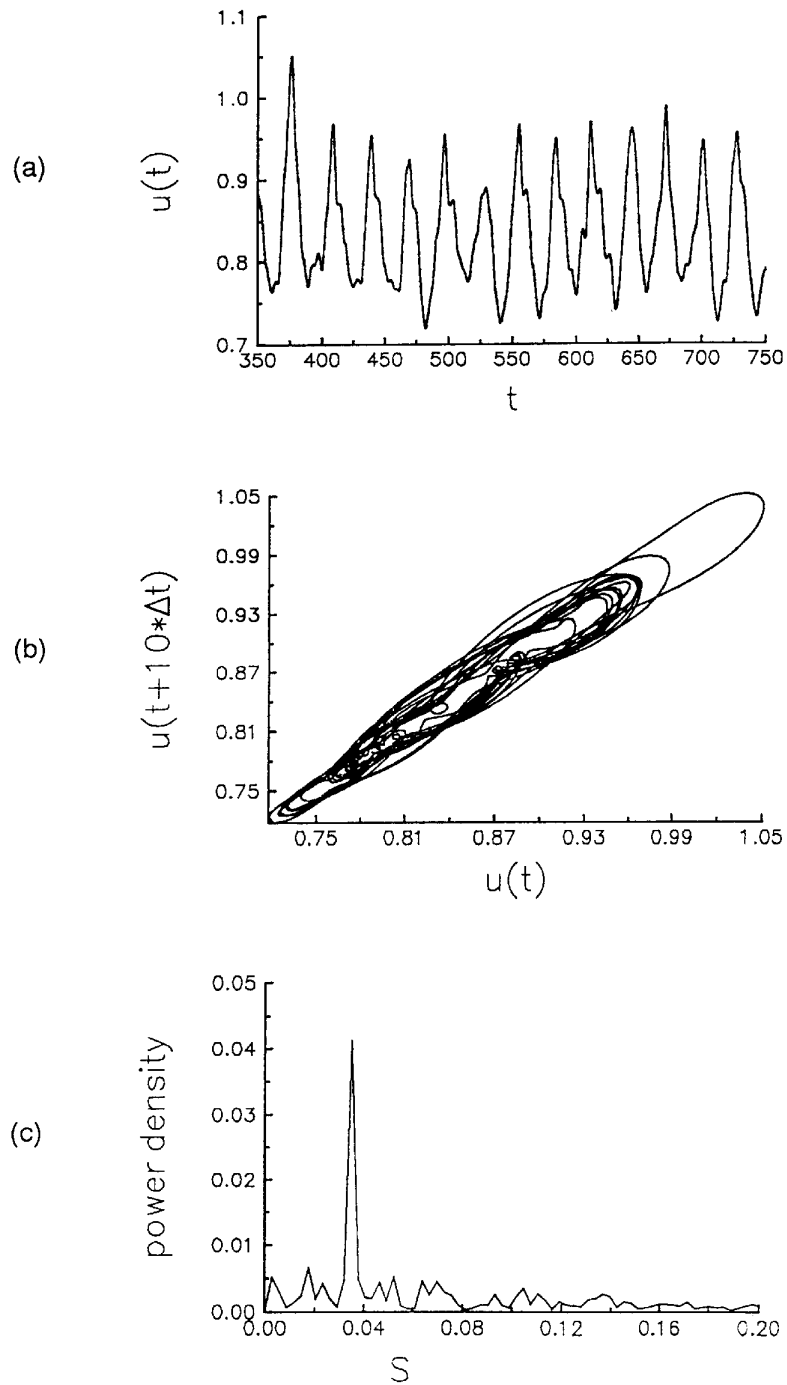 (a)
u(t)
1.1
1.0
0.9
0.8
0.7
350 400 450 500 550 600 650 700 750
t
(b)
u(t+10*Δt)
1.05
0.99
0.93
0.87
0.81
0.75
0.75 0.81 0.87 0.93 0.99 1.05
u(t)
(c)
power density
0.05
0.04
0.03
0.02
0.01
0.00
0.00 0.04 0.08 0.12 0.16 0.20
S